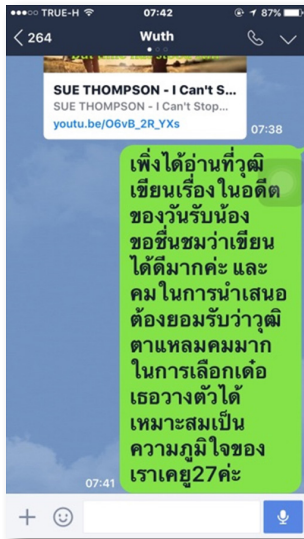 TRUE-H 07:42 87%
264 Wuth
SUE THOMPSON - I Can't S...
SUE THOMPSON - I Can't Stop...
youtu.be/O6vB_2R_YXs
07:38
เพิ่งได้อ่านที่วุฒิ
เขียนเรื่องในอดีต
ของวันรับน้อง
ขอชื่นชมว่าเขียน
ได้ดีมากค่ะ และ
คมในการนำเสนอ
ต้องยอมรับว่าวุฒิ
ตาแหลมคมมาก
ในการเลือกเด๋อ
เธอวางตัวได้
เหมาะสมเป็น
ความภูมิใจของ
เราเคยู27ค่ะ
07:41